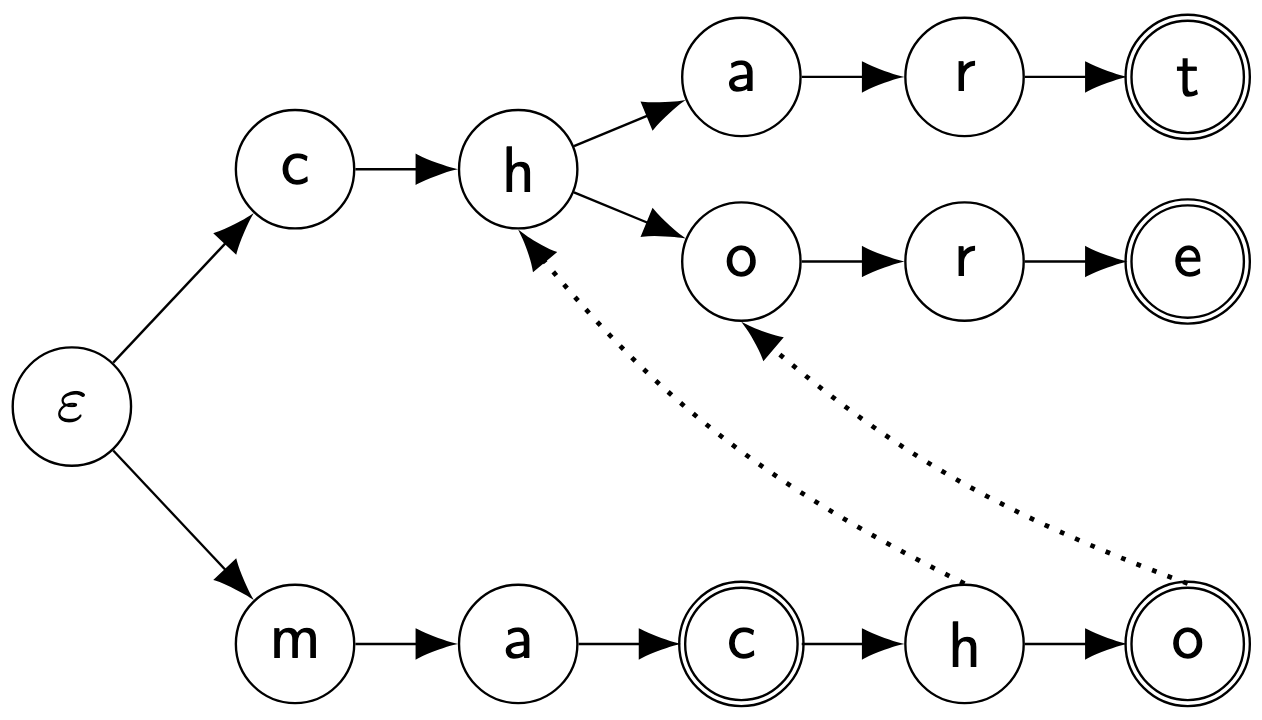 a r t
c h
o r e
ε
m a c h o